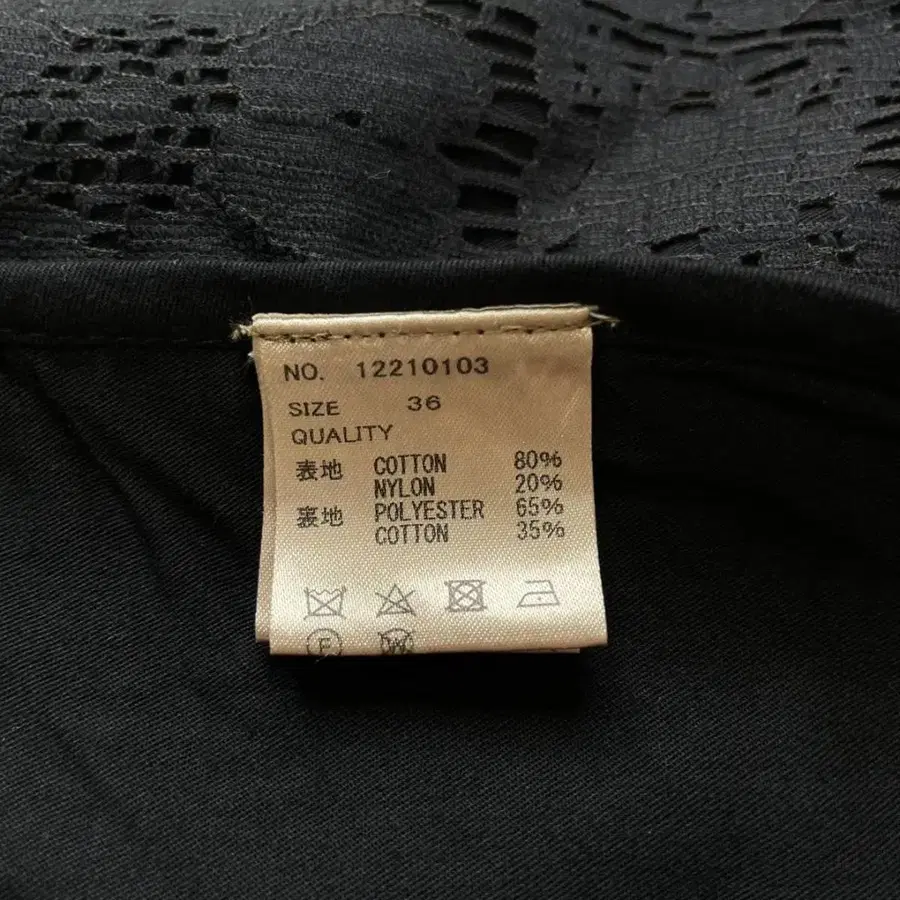 NO. 12210103
SIZE 36
QUALITY
表地 COTTON 80%
NYLON 20%
裏地 POLYESTER 65%
COTTON 35%
F W